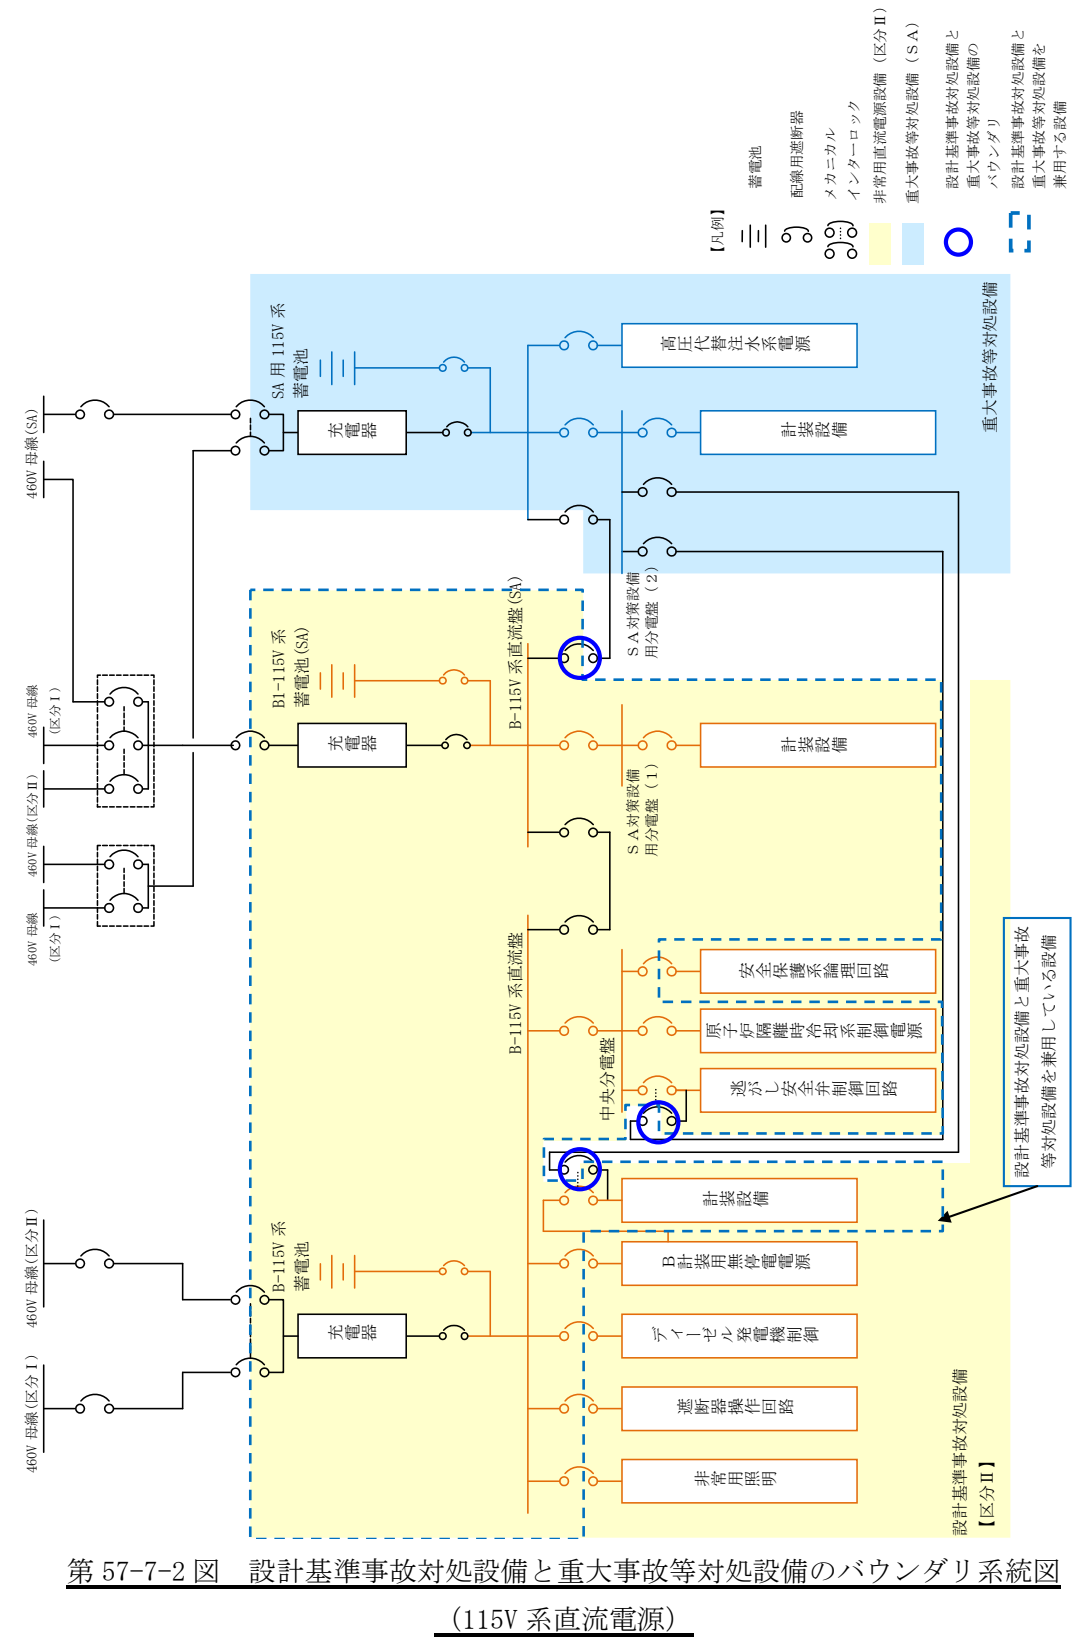 【凡例】
蓄電池
配線用遮断器
メカニカル
インターロック
非常用直流電源設備（区分Ⅱ）
重大事故等対処設備（ＳＡ）
設計基準事故対処設備と
重大事故等対処設備の
バウンダリ
設計基準事故対処設備と
重大事故等対処設備を
兼用する設備
460V 母線(SA)
SA 用 115V 系
蓄電池
充電器
高圧代替注水系電源
計装設備
重大事故等対処設備
ＳＡ対策設備
用分電盤（2）
460V 母線
(区分Ⅰ)
460V 母線(区分Ⅱ)
460V 母線
(区分Ⅰ)
B1-115V 系
蓄電池(SA)
充電器
B-115V 系直流盤(SA)
計装設備
ＳＡ対策設備
用分電盤（1）
B-115V 系直流盤
中央分電盤
安全保護系論理回路
原子炉隔離時冷却系制御電源
逃がし安全弁制御回路
設計基準事故対処設備と重大事故
等対処設備を兼用している設備
460V 母線(区分Ⅱ)
460V 母線(区分Ⅰ)
B-115V 系
蓄電池
充電器
計装設備
B計装用無停電電源
ディーゼル発電機制御
遮断器操作回路
非常用照明
設計基準事故対処設備
【区分Ⅱ】
第 57-7-2 図　設計基準事故対処設備と重大事故等対処設備のバウンダリ系統図
(115V 系直流電源)